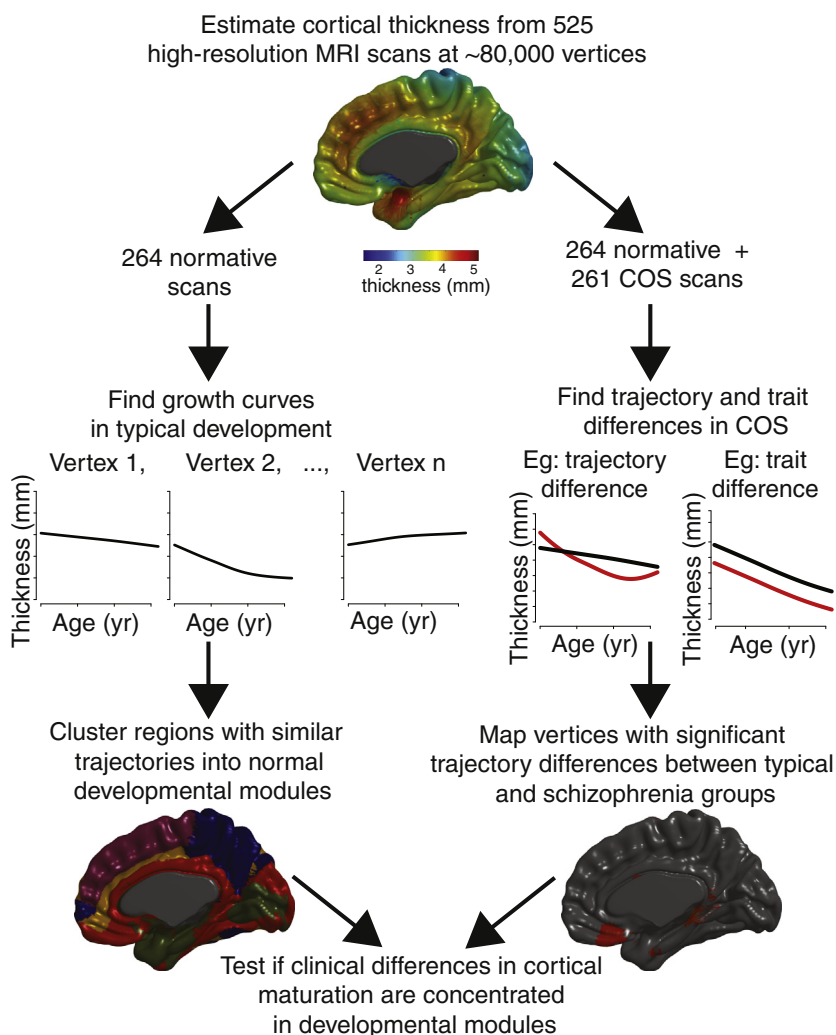 Estimate cortical thickness from 525
high-resolution MRI scans at ~80,000 vertices
2 3 4 5
thickness (mm)
264 normative
scans
264 normative +
261 COS scans
Find growth curves
in typical development
Vertex 1, Vertex 2, ..., Vertex n
Thickness (mm)
Age (yr)
Age (yr)
Age (yr)
Find trajectory and trait
differences in COS
Eg: trajectory
difference
Eg: trait
difference
Thickness (mm)
Age (yr)
Thickness (mm)
Age (yr)
Cluster regions with similar
trajectories into normal
developmental modules
Map vertices with significant
trajectory differences between typical
and schizophrenia groups
Test if clinical differences in cortical
maturation are concentrated
in developmental modules